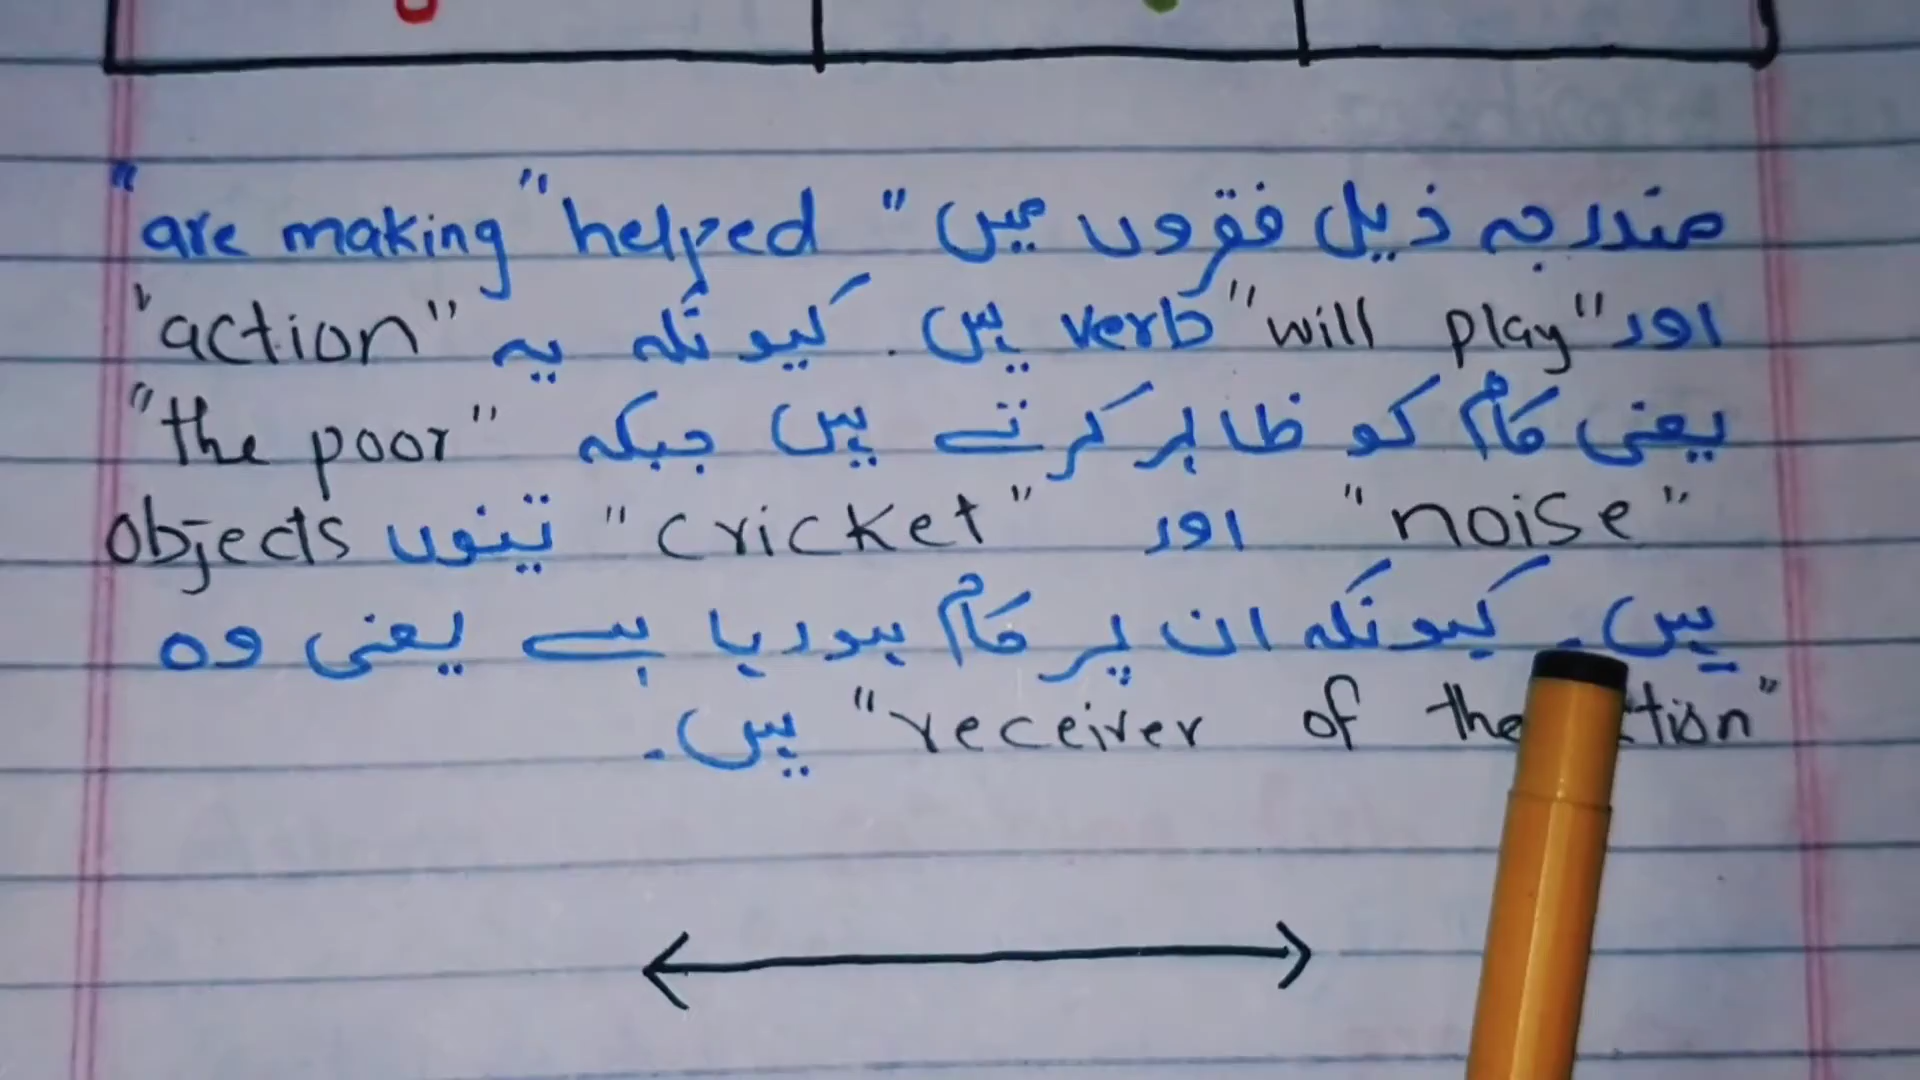 مندرجہ ذیل فقروں میں "helped" "are making"
اور "will play" verb ہیں۔ کیونکہ یہ "action"
یعنی کام کو ظاہر کرتے ہیں جبکہ "the poor"
"noise" اور "cricket" تینوں objects
ہیں۔ کیونکہ ان پر کام ہورہا ہے یعنی وہ
"receiver of the ہیں۔